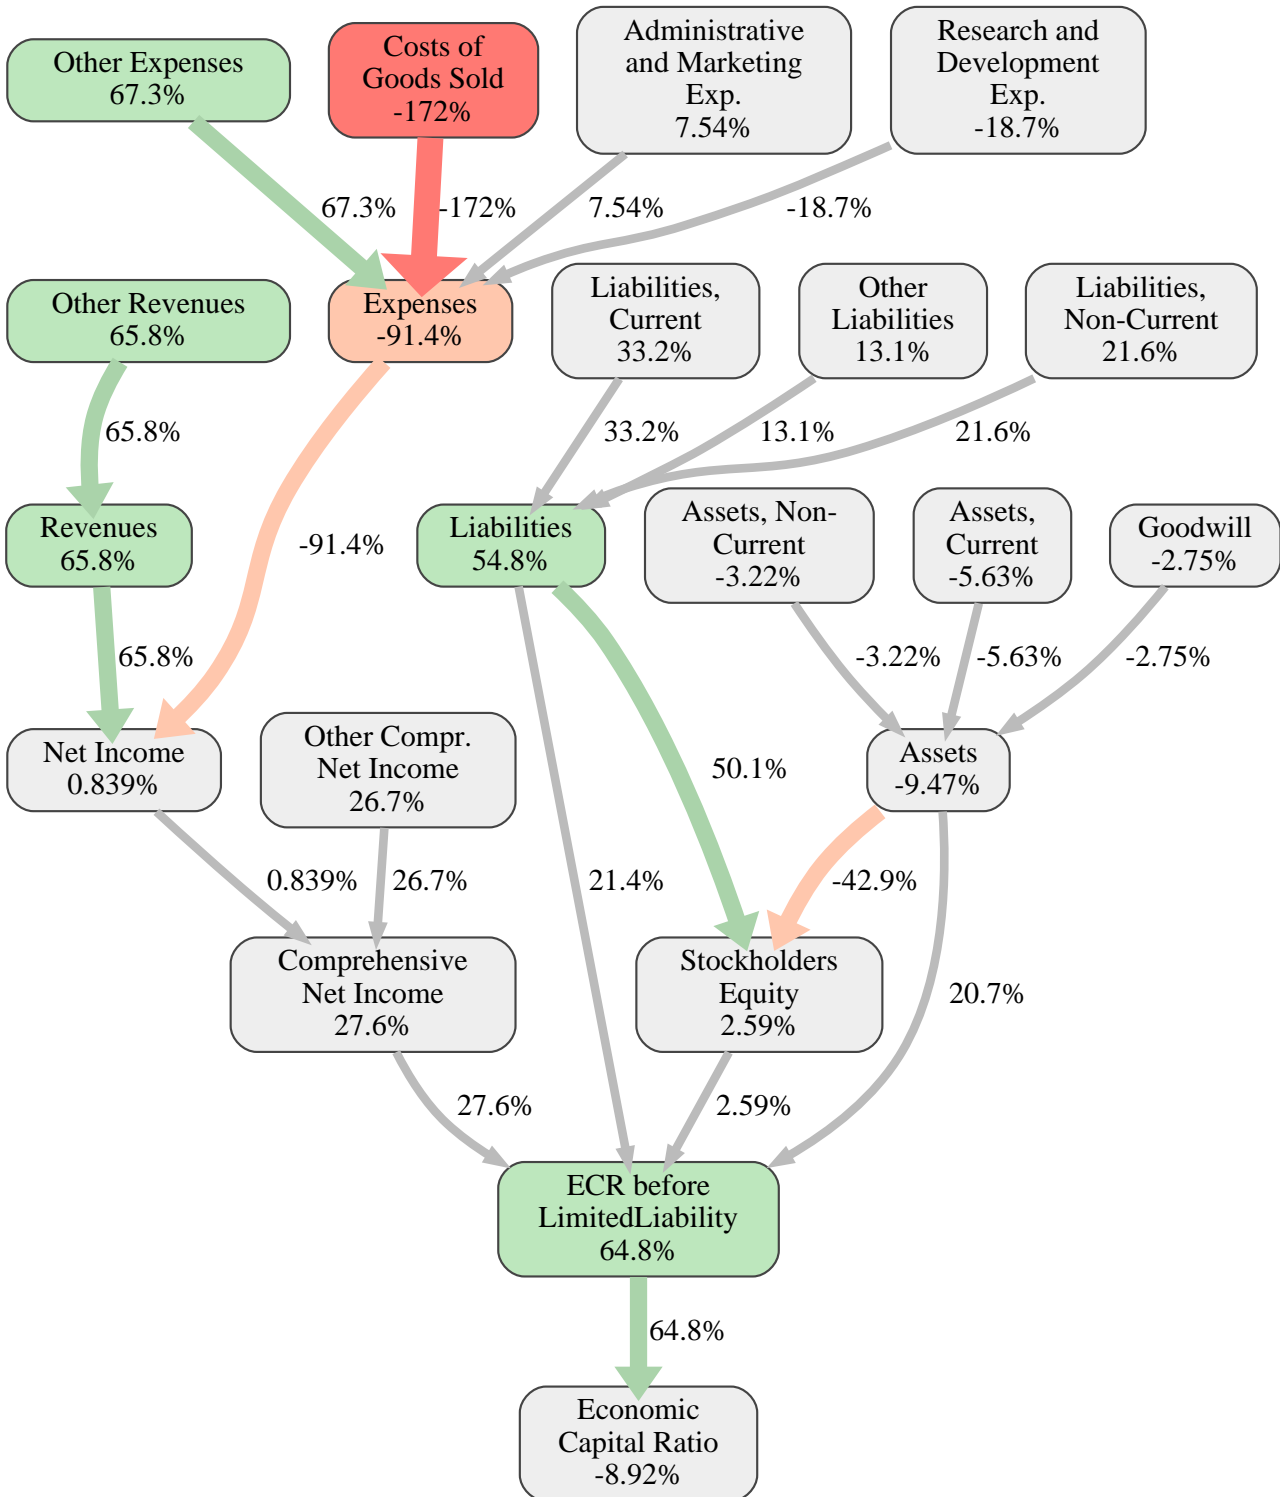 Other Expenses
67.3%
Costs of
Goods Sold
-172%
Administrative
and Marketing
Exp.
7.54%
Research and
Development
Exp.
-18.7%
67.3%
-172%
7.54%
-18.7%
Other Revenues
65.8%
Expenses
-91.4%
Liabilities,
Current
33.2%
Other
Liabilities
13.1%
Liabilities,
Non-Current
21.6%
65.8%
33.2%
13.1%
21.6%
Revenues
65.8%
-91.4%
Liabilities
54.8%
Assets, Non-
Current
-3.22%
Assets,
Current
-5.63%
Goodwill
-2.75%
65.8%
-3.22%
-5.63%
-2.75%
Net Income
0.839%
Other Compr.
Net Income
26.7%
50.1%
Assets
-9.47%
0.839%
26.7%
21.4%
-42.9%
Comprehensive
Net Income
27.6%
Stockholders
Equity
2.59%
20.7%
27.6%
2.59%
ECR before
LimitedLiability
64.8%
64.8%
Economic
Capital Ratio
-8.92%